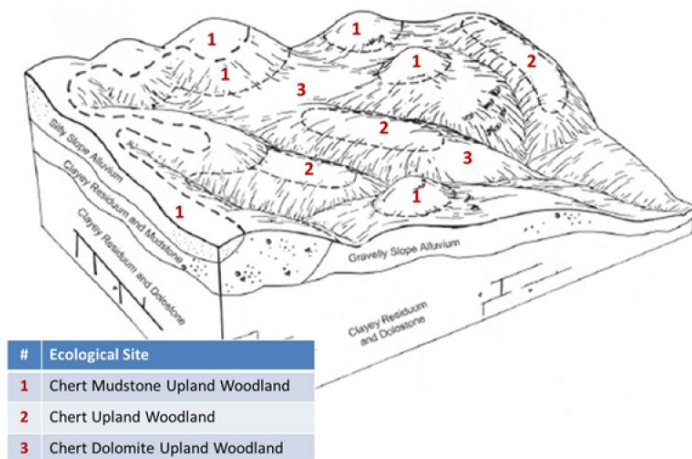 1
1
1
1
2
3
2
3
2
1
1
Silty Slope Alluvium
Clayey Residuum and Mudstone
Clayey Residuum and Dolostone
Gravelly Slope Alluvium
Clayey Residuum
and Dolostone
# Ecological Site
1 Chert Mudstone Upland Woodland
2 Chert Upland Woodland
3 Chert Dolomite Upland Woodland